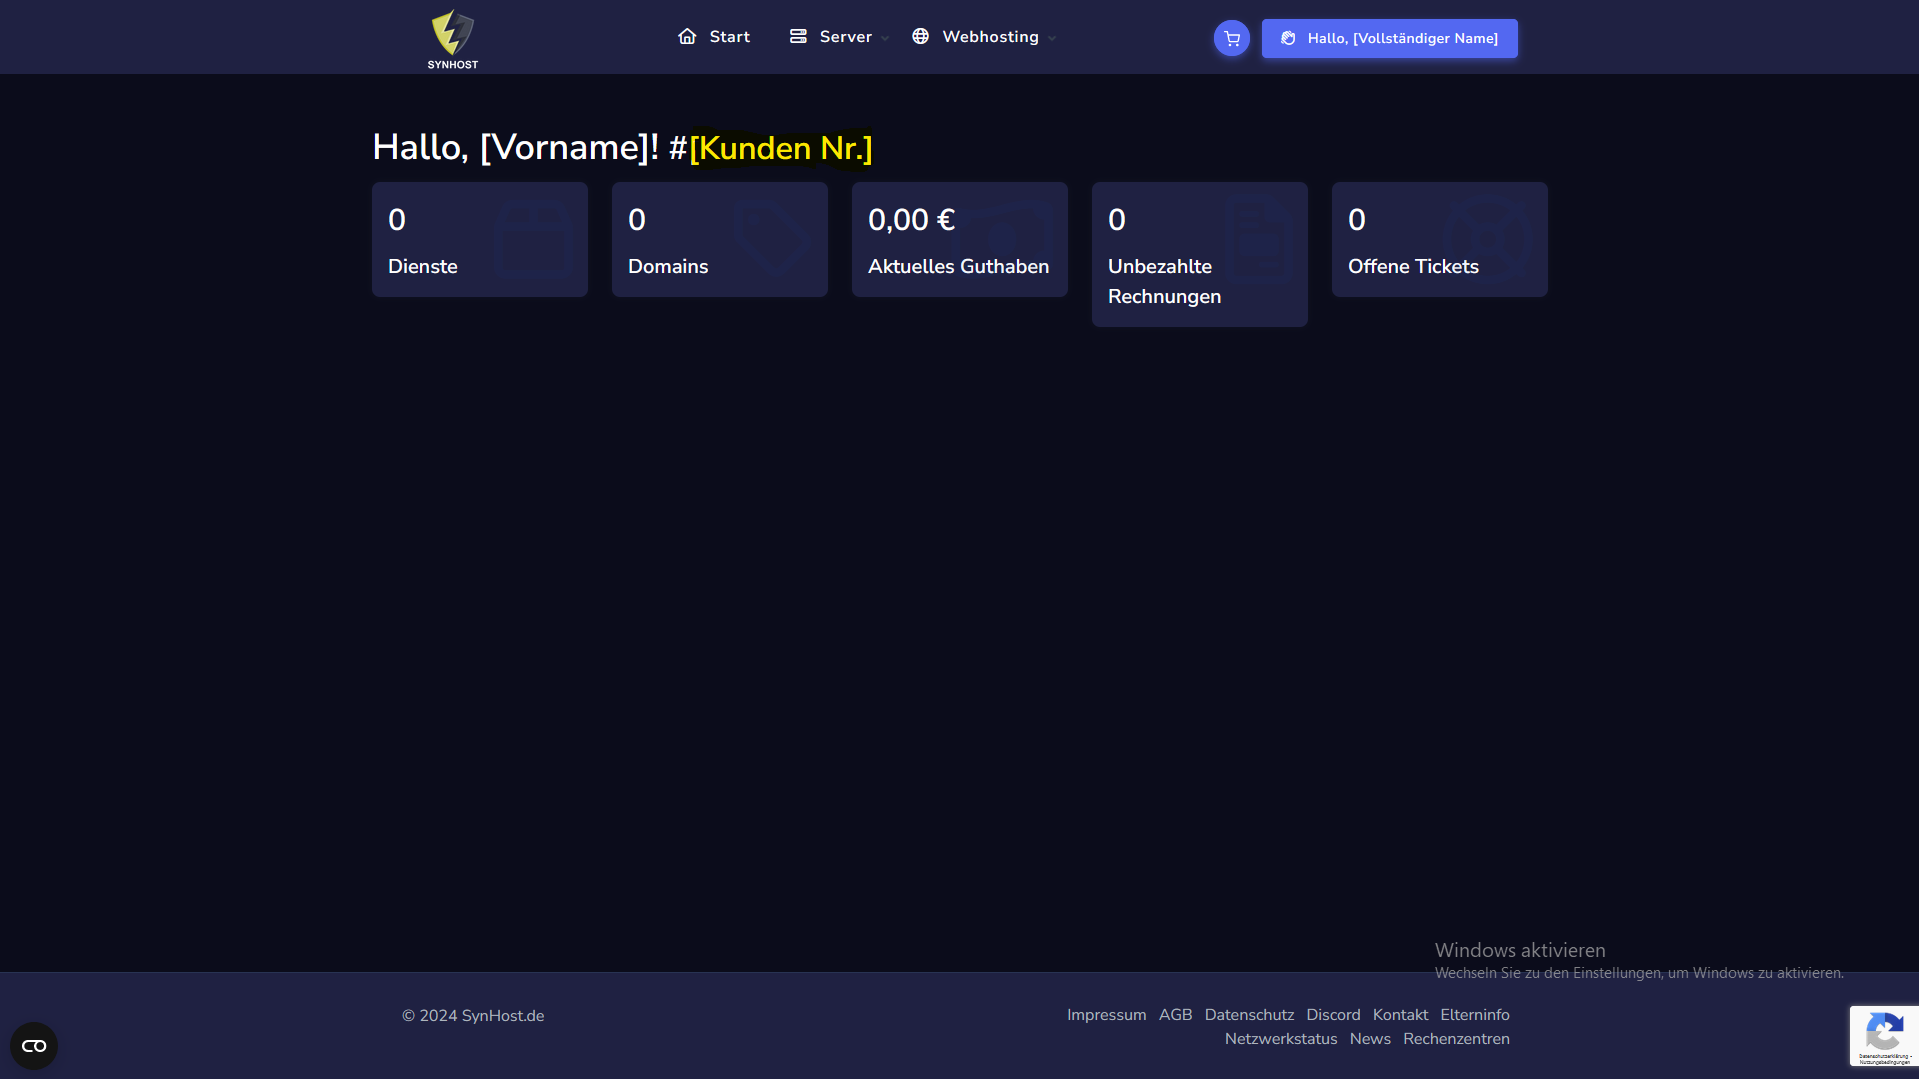 SYNHOST
Start
Server
Webhosting
Hallo, [Vollständiger Name]
Hallo, [Vorname]! #[Kunden Nr.]
0
Dienste
0
Domains
0,00 €
Aktuelles Guthaben
0
Unbezahlte
Rechnungen
0
Offene Tickets
Windows aktivieren
Wechseln Sie zu den Einstellungen, um Windows zu aktivieren.
© 2024 SynHost.de
Impressum AGB Datenschutz Discord Kontakt Elterninfo
Netzwerkstatus News Rechenzentren
Datenschutzerklärung -
Nutzungsbedingungen